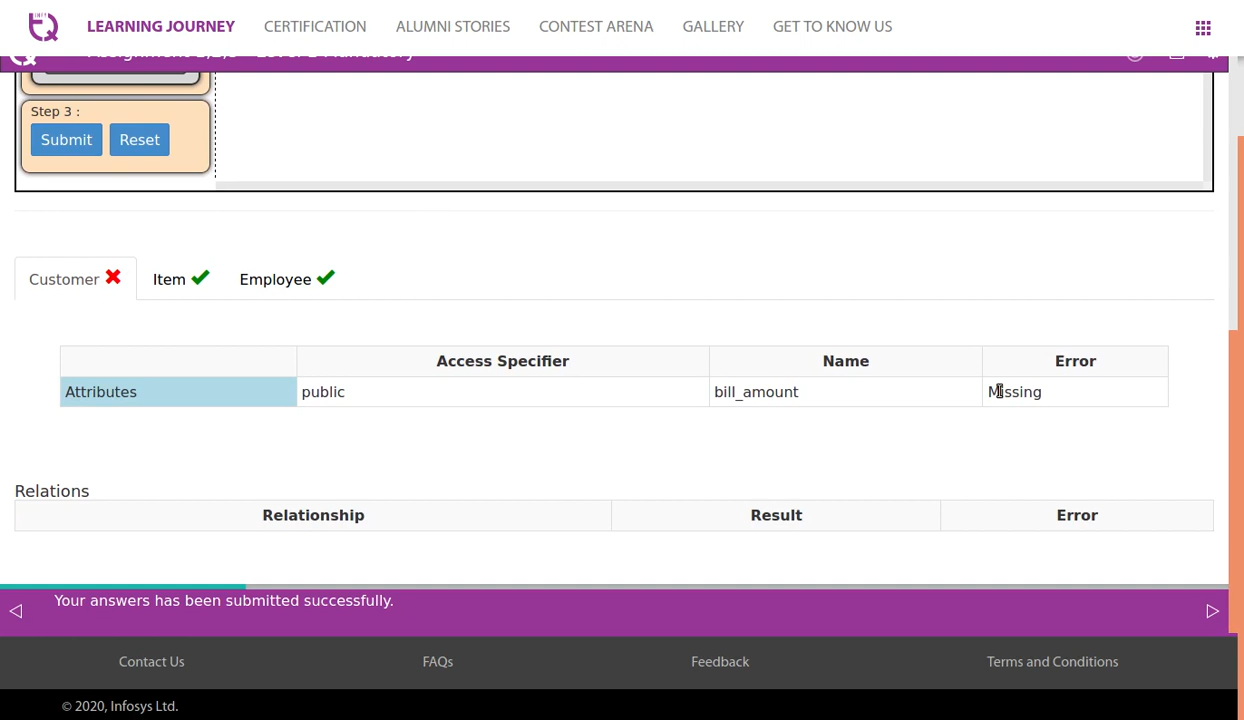 LEARNING JOURNEY CERTIFICATION ALUMNI STORIES CONTEST ARENA GALLERY GET TO KNOW US
Step 3 :
Submit Reset
Customer Item Employee
Access Specifier Name Error
Attributes public bill_amount Missing
Relations
Relationship Result Error
Your answers has been submitted successfully.
Contact Us FAQs Feedback Terms and Conditions
© 2020, Infosys Ltd.